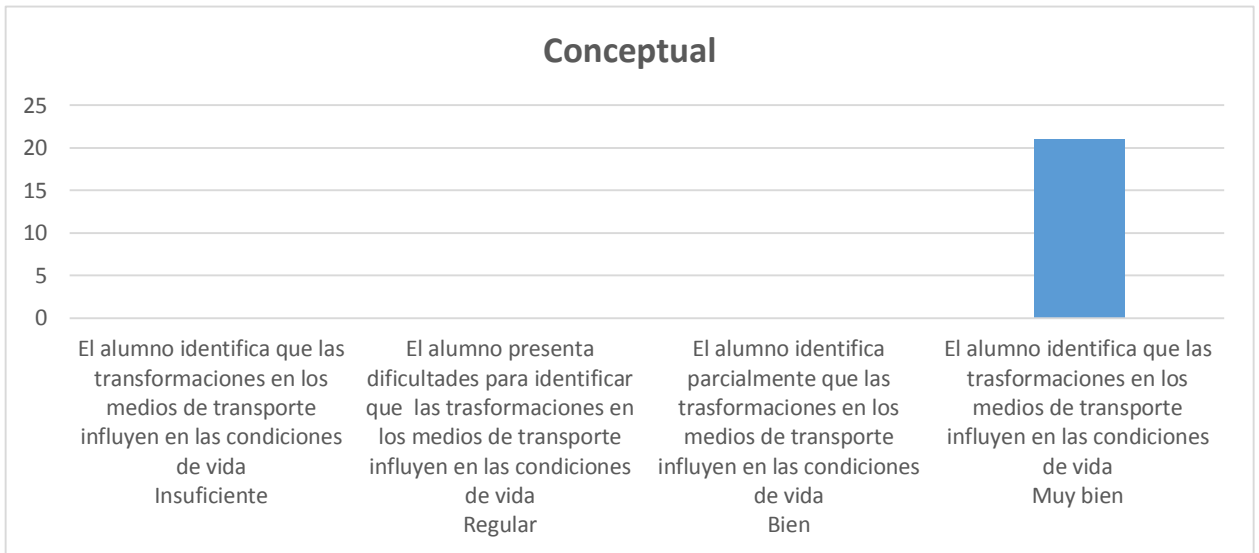 Conceptual
25
20
15
10
5
0
El alumno identifica que las
transformaciones en los
medios de transporte
influyen en las condiciones
de vida
Insuficiente
El alumno presenta
dificultades para identificar
que las trasformaciones en
los medios de transporte
influyen en las condiciones
de vida
Regular
El alumno identifica
parcialmente que las
trasformaciones en los
medios de transporte
influyen en las condiciones
de vida
Bien
El alumno identifica que las
trasformaciones en los
medios de transporte
influyen en las condiciones
de vida
Muy bien